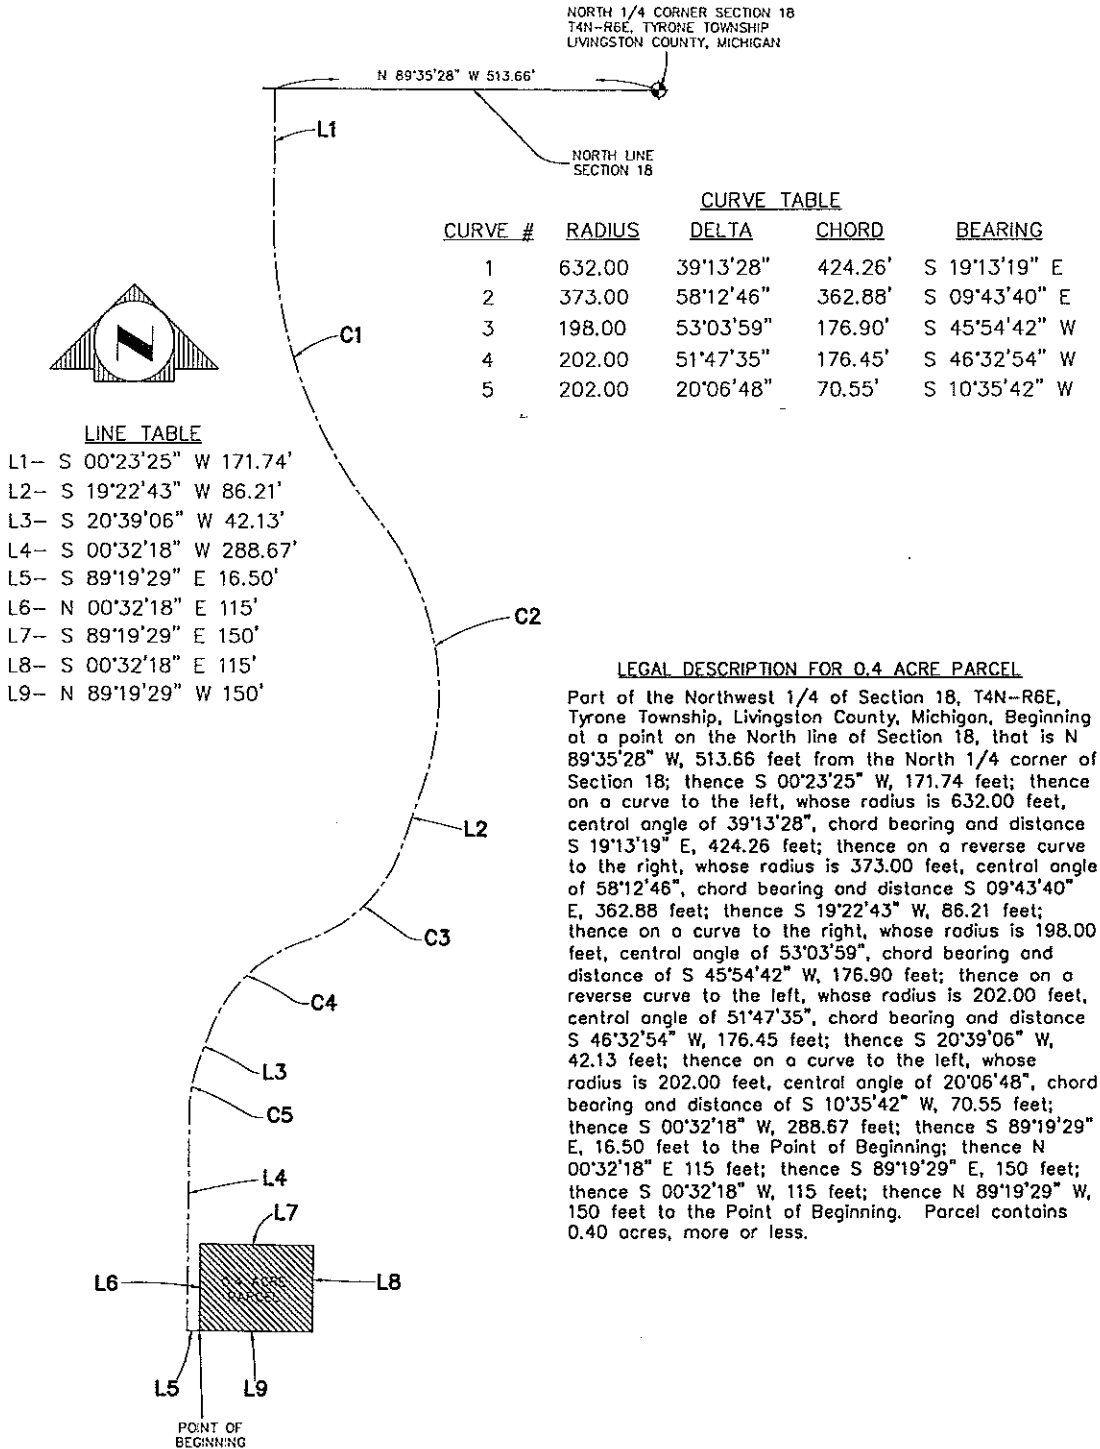 NORTH 1/4 CORNER SECTION 18
T4N-R6E, TYRONE TOWNSHIP
LIVINGSTON COUNTY, MICHIGAN
N 89°35'28" W 513.66'
L1
NORTH LINE
SECTION 18
CURVE TABLE
CURVE # RADIUS DELTA CHORD BEARING
1 632.00 39°13'28" 424.26' S 19°13'19" E
2 373.00 58°12'46" 362.88' S 09°43'40" E
3 198.00 53°03'59" 176.90' S 45°54'42" W
4 202.00 51°47'35" 176.45' S 46°32'54" W
5 202.00 20°06'48" 70.55' S 10°35'42" W
N
C1
LINE TABLE
L1- S 00°23'25" W 171.74'
L2- S 19°22'43" W 86.21'
L3- S 20°39'06" W 42.13'
L4- S 00°32'18" W 288.67'
L5- S 89°19'29" E 16.50'
L6- N 00°32'18" E 115'
L7- S 89°19'29" E 150'
L8- S 00°32'18" E 115'
L9- N 89°19'29" W 150'
C2
LEGAL DESCRIPTION FOR 0.4 ACRE PARCEL
Part of the Northwest 1/4 of Section 18, T4N-R6E,
Tyrone Township, Livingston County, Michigan, Beginning
at a point on the North line of Section 18, that is N
89°35'28" W, 513.66 feet from the North 1/4 corner of
Section 18; thence S 00°23'25" W, 171.74 feet; thence
on a curve to the left, whose radius is 632.00 feet,
central angle of 39°13'28", chord bearing and distance
S 19°13'19" E, 424.26 feet; thence on a reverse curve
to the right, whose radius is 373.00 feet, central angle
of 58°12'46", chord bearing and distance S 09°43'40"
E, 362.88 feet; thence S 19°22'43" W, 86.21 feet;
thence on a curve to the right, whose radius is 198.00
feet, central angle of 53°03'59", chord bearing and
distance of S 45°54'42" W, 176.90 feet; thence on a
reverse curve to the left, whose radius is 202.00 feet,
central angle of 51°47'35", chord bearing and distance
S 46°32'54" W, 176.45 feet; thence S 20°39'06" W,
42.13 feet; thence on a curve to the left, whose
radius is 202.00 feet, central angle of 20°06'48", chord
bearing and distance of S 10°35'42" W, 70.55 feet;
thence S 00°32'18" W, 288.67 feet; thence S 89°19'29"
E, 16.50 feet to the Point of Beginning; thence N
00°32'18" E 115 feet; thence S 89°19'29" E, 150 feet;
thence S 00°32'18" W, 115 feet; thence N 89°19'29" W,
150 feet to the Point of Beginning. Parcel contains
0.40 acres, more or less.
L2
C3
C4
L3
C5
L4
L7
L6
0.4 ACRE
PARCEL
L8
L5
L9
POINT OF
BEGINNING